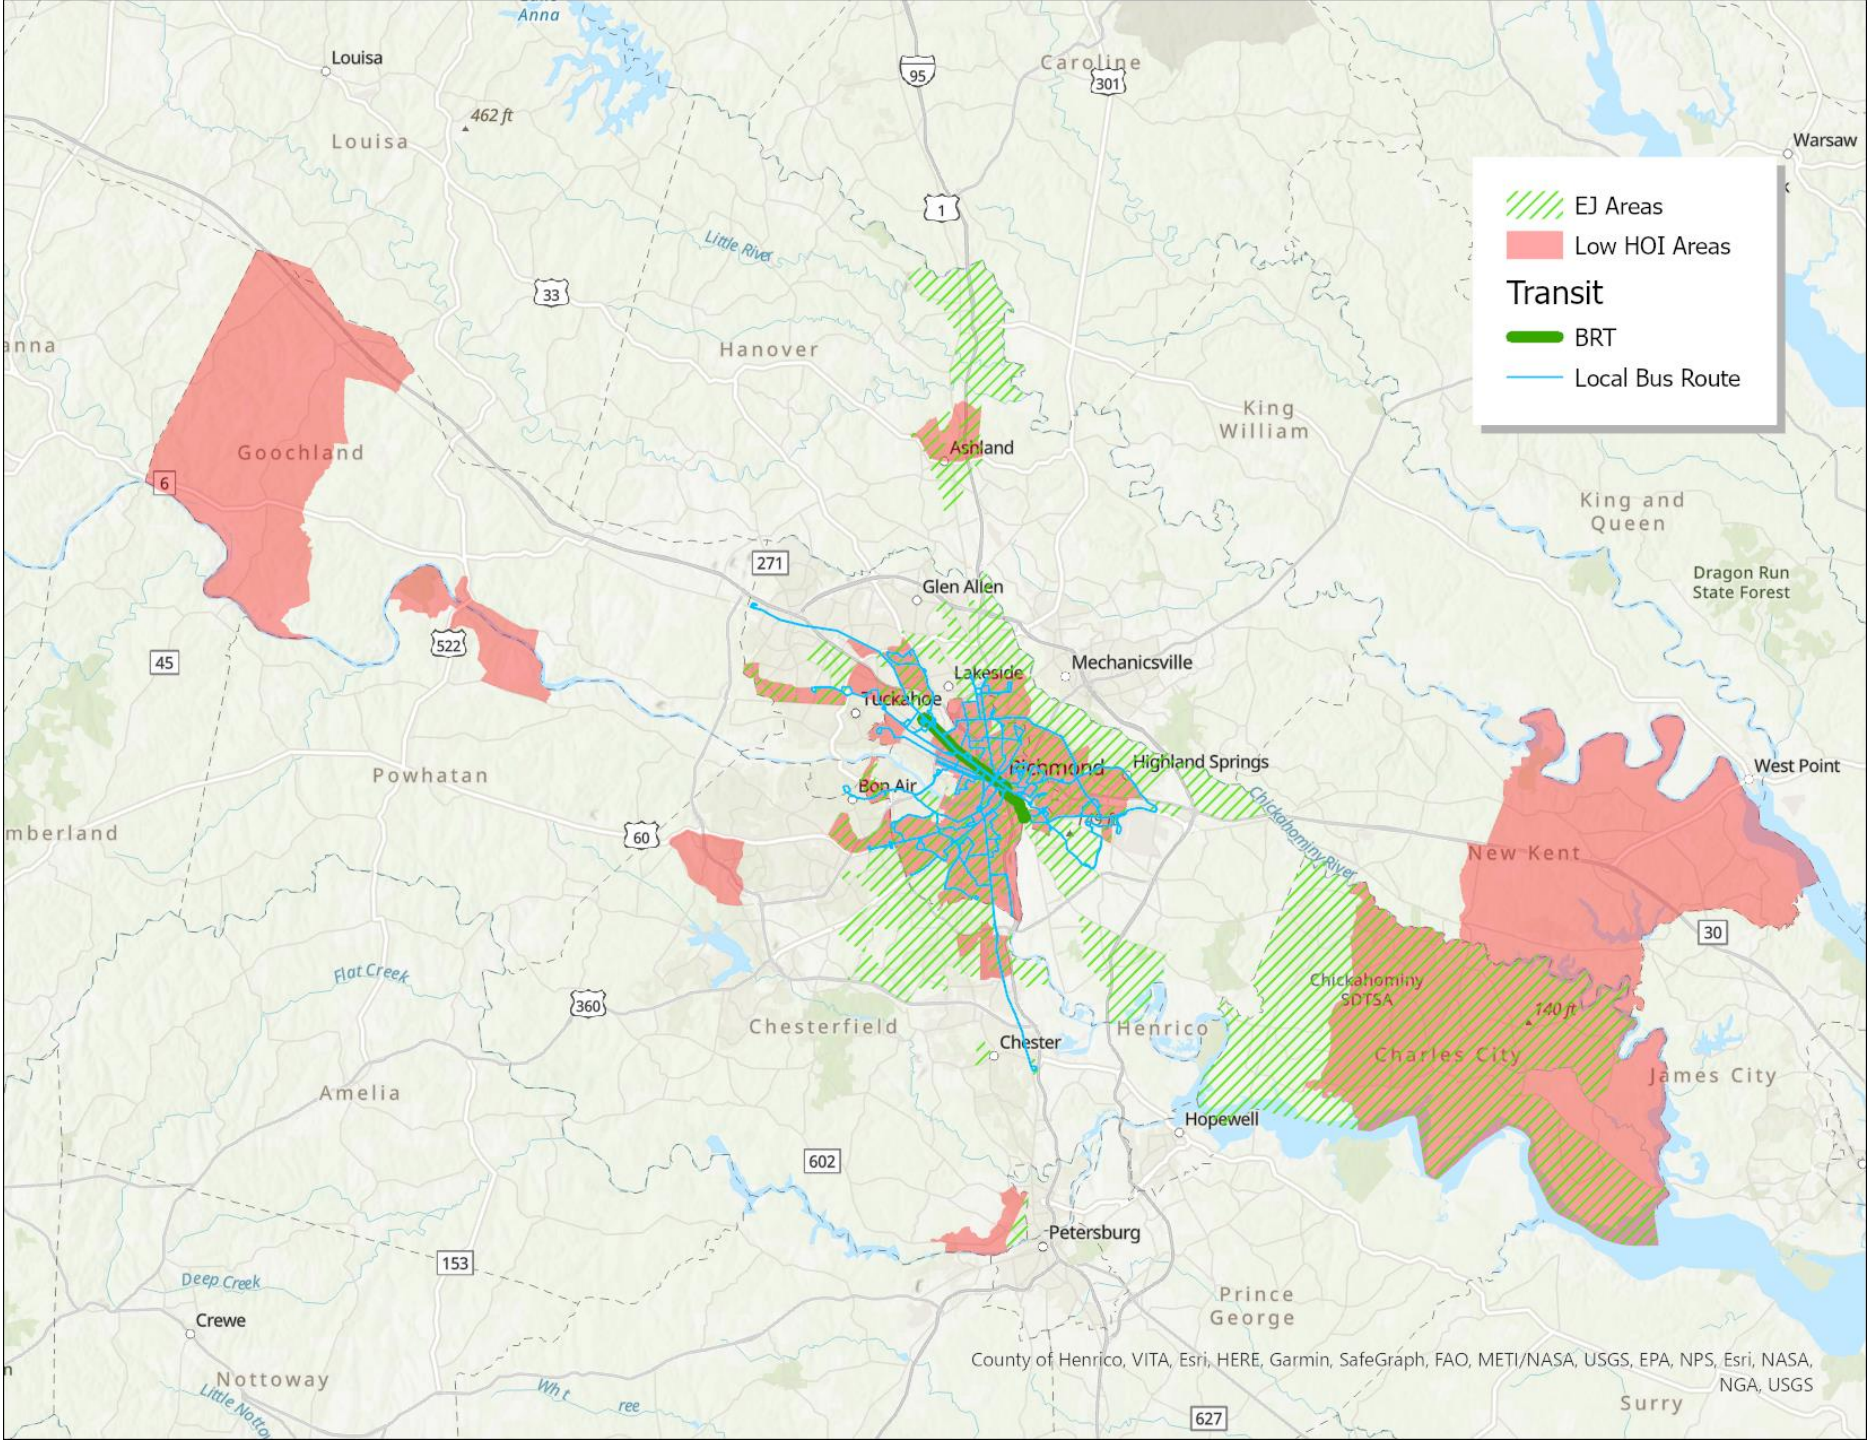 Anna
Louisa
462 ft
Louisa
95
Caroline
301
Warsaw
EJ Areas
Low HOI Areas
Transit
BRT
Local Bus Route
1
Little River
33
anna
Hanover
King
William
Goochland
Ashland
6
King and
Queen
271
Glen Allen
Dragon Run
State Forest
522
45
Lakeside
Mechanicsville
Tuckahoe
Richmond
Highland Springs
West Point
Powhatan
Bon Air
Chickahominy River
mberland
60
New Kent
30
Flat Creek
Chickahominy
SDTSA
360
140 ft
Chesterfield
Henrico
Chester
Charles City
James City
Amelia
Hopewell
602
Petersburg
153
Deep Creek
Prince
George
Crewe
County of Henrico, VITA, Esri, HERE, Garmin, SafeGraph, FAO, METI/NASA, USGS, EPA, NPS, Esri, NASA,
NGA, USGS
Nottoway
Little Notto
Wh t
ree
Surry
627